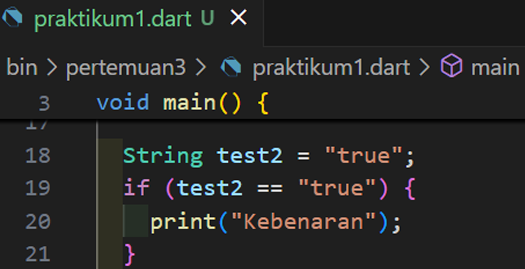 praktikum1.dart U ×
bin > pertemuan3 > praktikum1.dart > main
3 void main() {
17
18 String test2 = "true";
19 if (test2 == "true") {
20 print("Kebenaran");
21 }